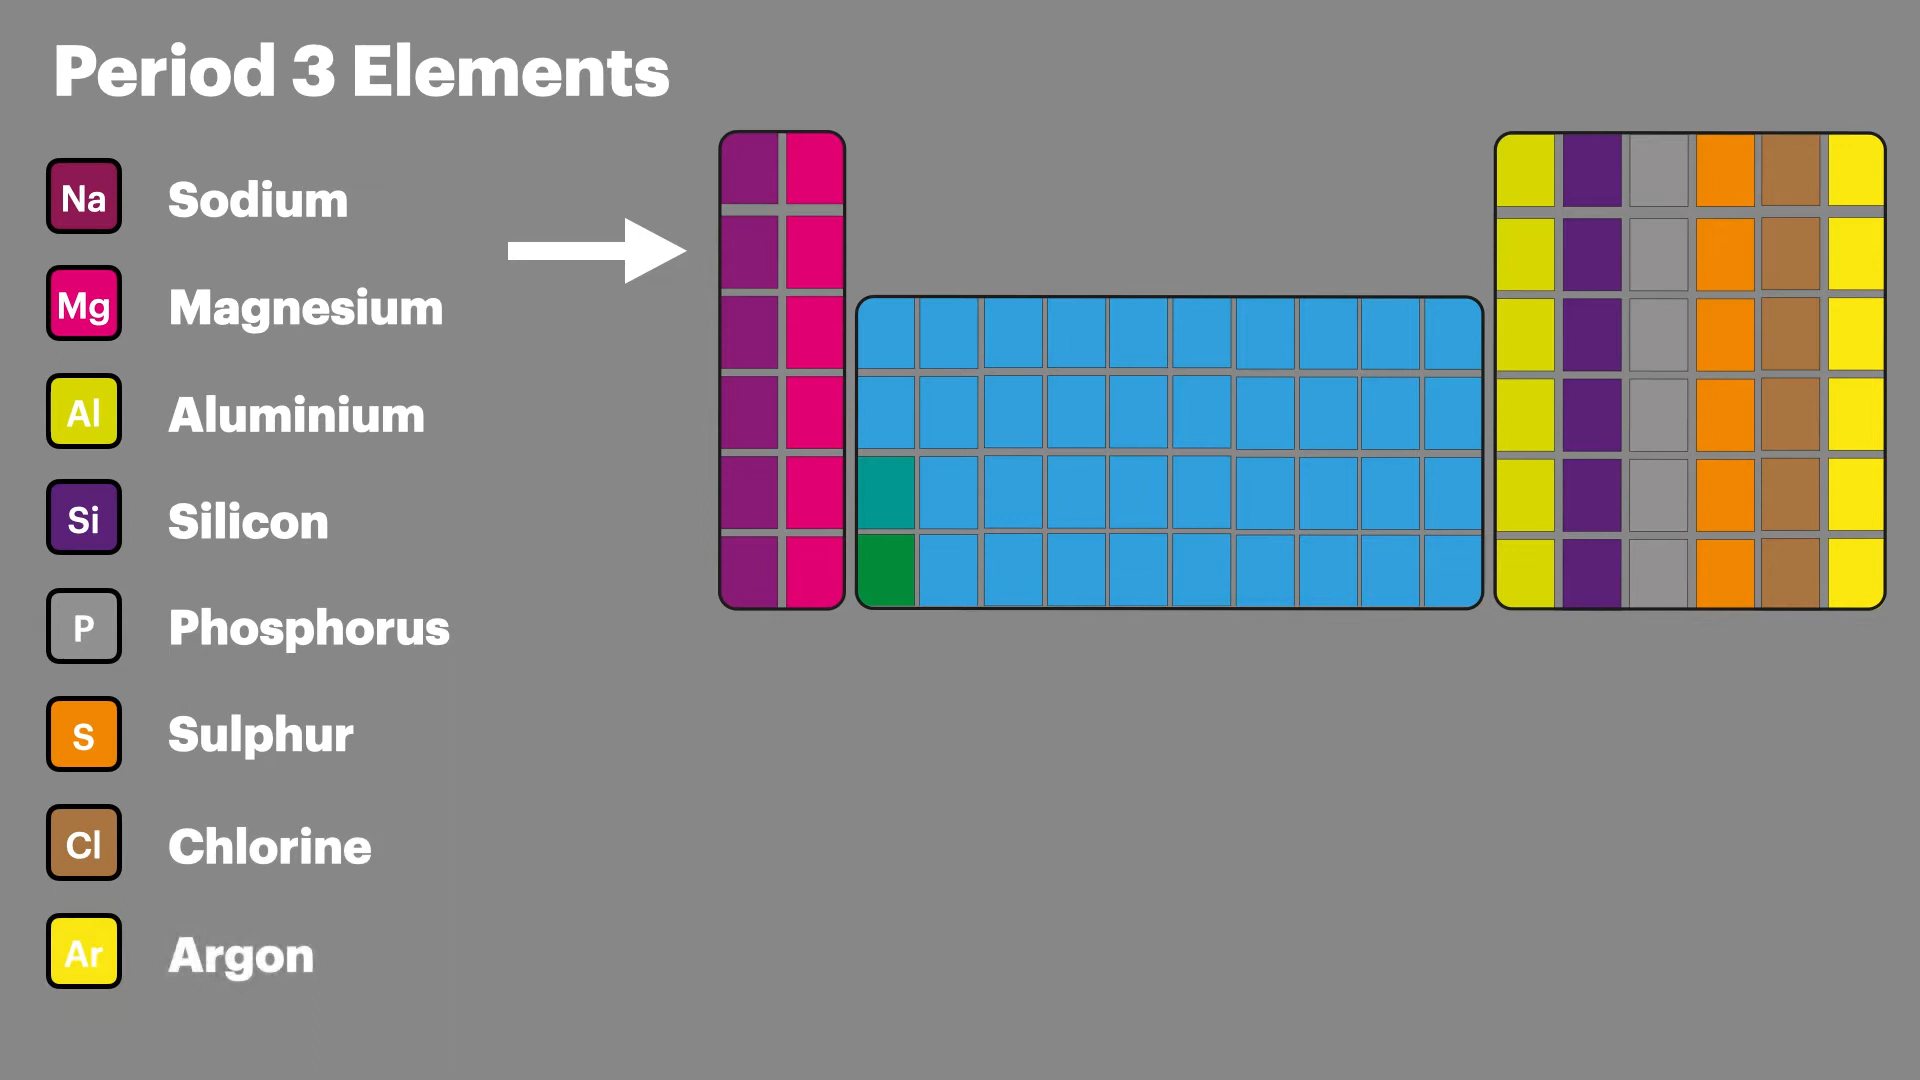 Period 3 Elements
Na Sodium
Mg Magnesium
Al Aluminium
Si Silicon
P Phosphorus
S Sulphur
Cl Chlorine
Ar Argon